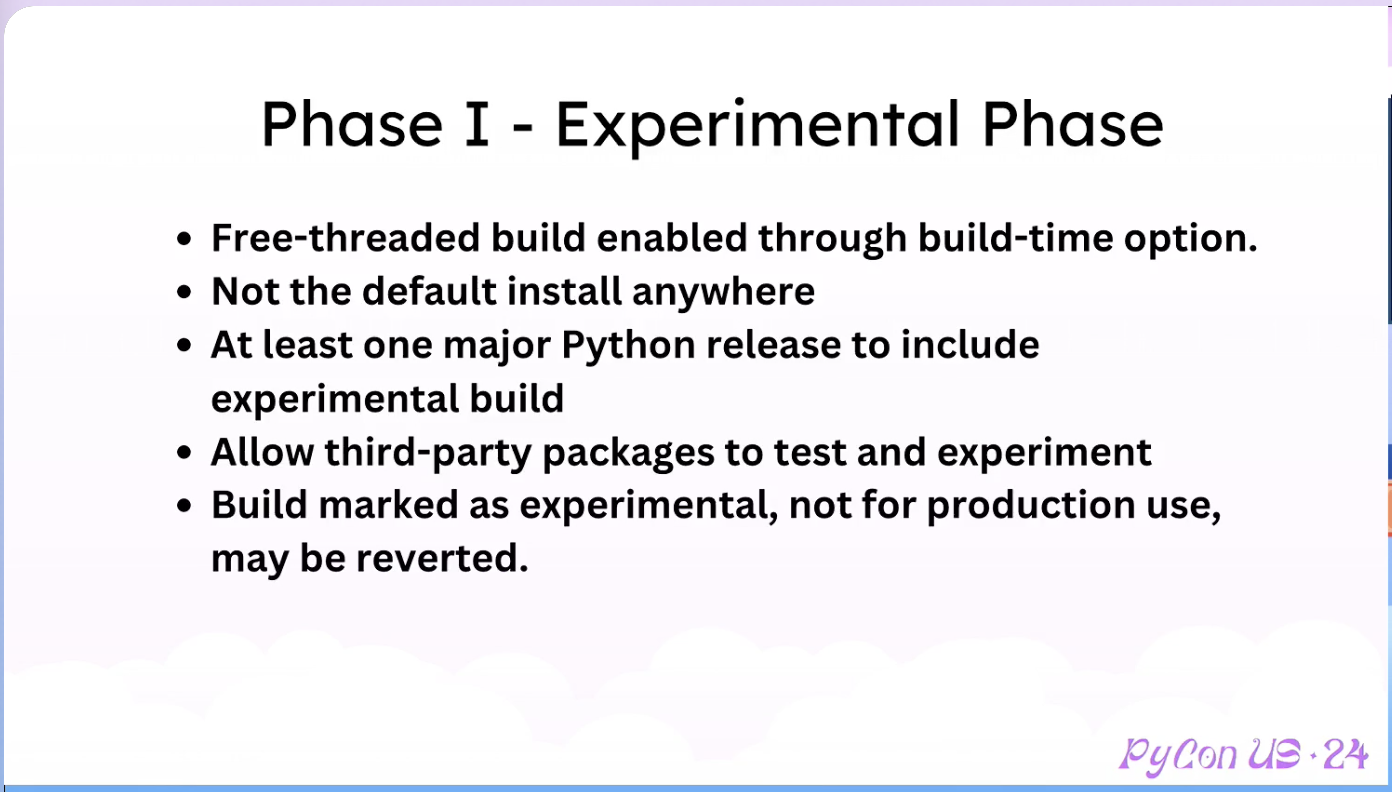 Phase I - Experimental Phase
• Free-threaded build enabled through build-time option.
• Not the default install anywhere
• At least one major Python release to include
experimental build
• Allow third-party packages to test and experiment
• Build marked as experimental, not for production use,
may be reverted.
PyCon US · 24